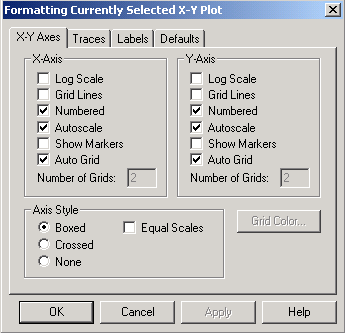 Formatting Currently Selected X-Y Plot
X-Y Axes Traces Labels Defaults
X-Axis Y-Axis
Log Scale Log Scale
Grid Lines Grid Lines
Numbered Numbered
Autoscale Autoscale
Show Markers Show Markers
Auto Grid Auto Grid
Number of Grids: 2 Number of Grids: 2
Axis Style
Boxed Equal Scales Grid Color...
Crossed
None
OK Cancel Apply Help